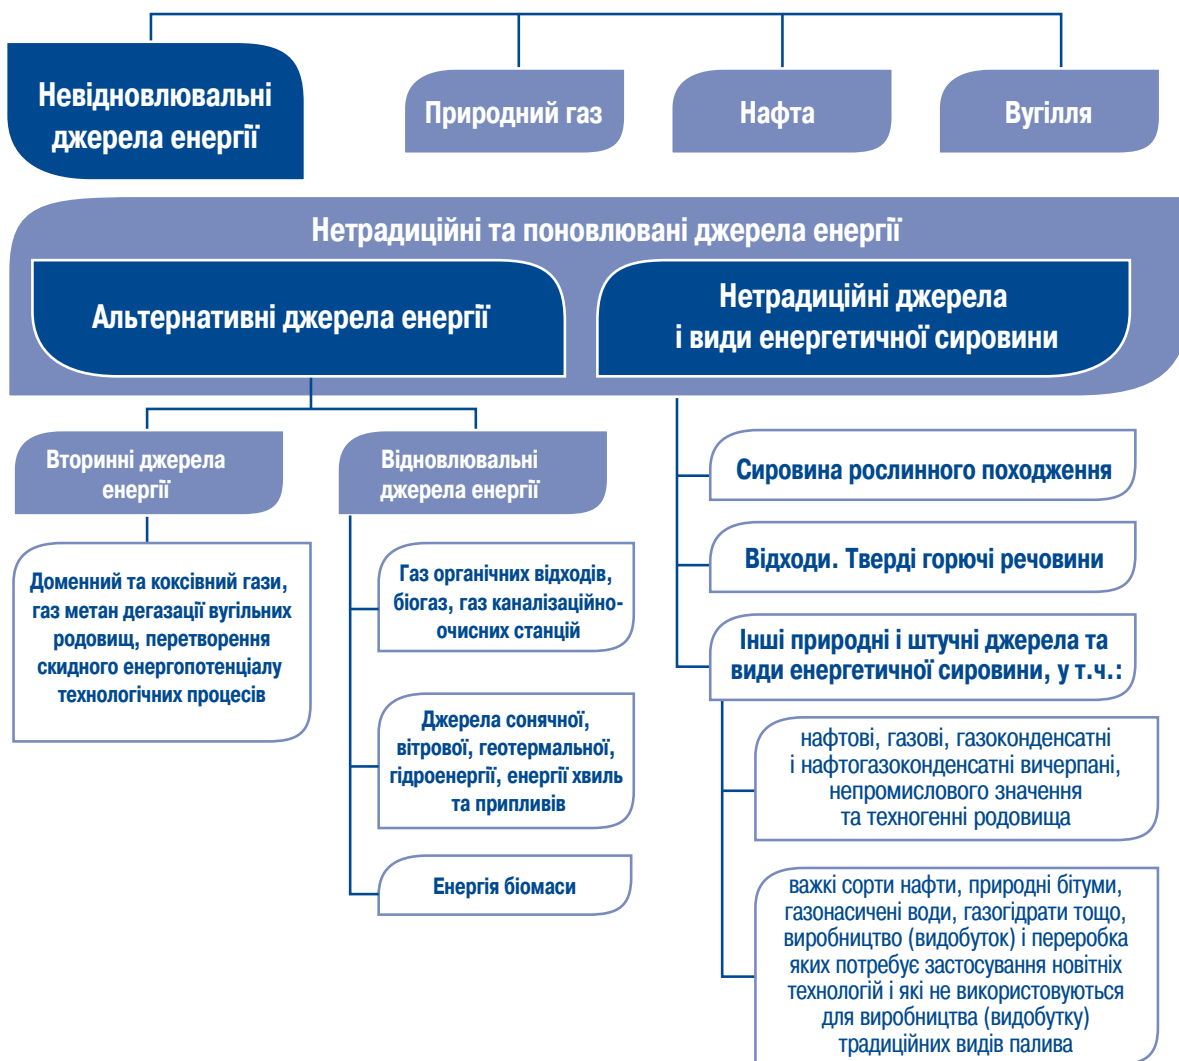 Невідновлювальні
джерела енергії
Природний газ
Нафта
Вугілля
Нетрадиційні та поновлювані джерела енергії
Альтернативні джерела енергії
Нетрадиційні джерела
і види енергетичної сировини
Вторинні джерела
енергії
Доменний та коксівний гази,
газ метан дегазації вугільних
родовищ, перетворення
скидного енергопотенціалу
технологічних процесів
Відновлювальні
джерела енергії
Газ органічних відходів,
біогаз, газ каналізаційно-
очисних станцій
Джерела сонячної,
вітрової, геотермальної,
гідроенергії, енергії хвиль
та припливів
Енергія біомаси
Сировина рослинного походження
Відходи. Тверді горючі речовини
Інші природні і штучні джерела та
види енергетичної сировини, у т.ч.:
нафтові, газові, газоконденсатні
і нафтогазоконденсатні вичерпані,
непромислового значення
та техногенні родовища
важкі сорти нафти, природні бітуми,
газонасичені води, газогідрати тощо,
виробництво (видобуток) і переробка
яких потребує застосування новітніх
технологій і які не використовуються
для виробництва (видобутку)
традиційних видів палива